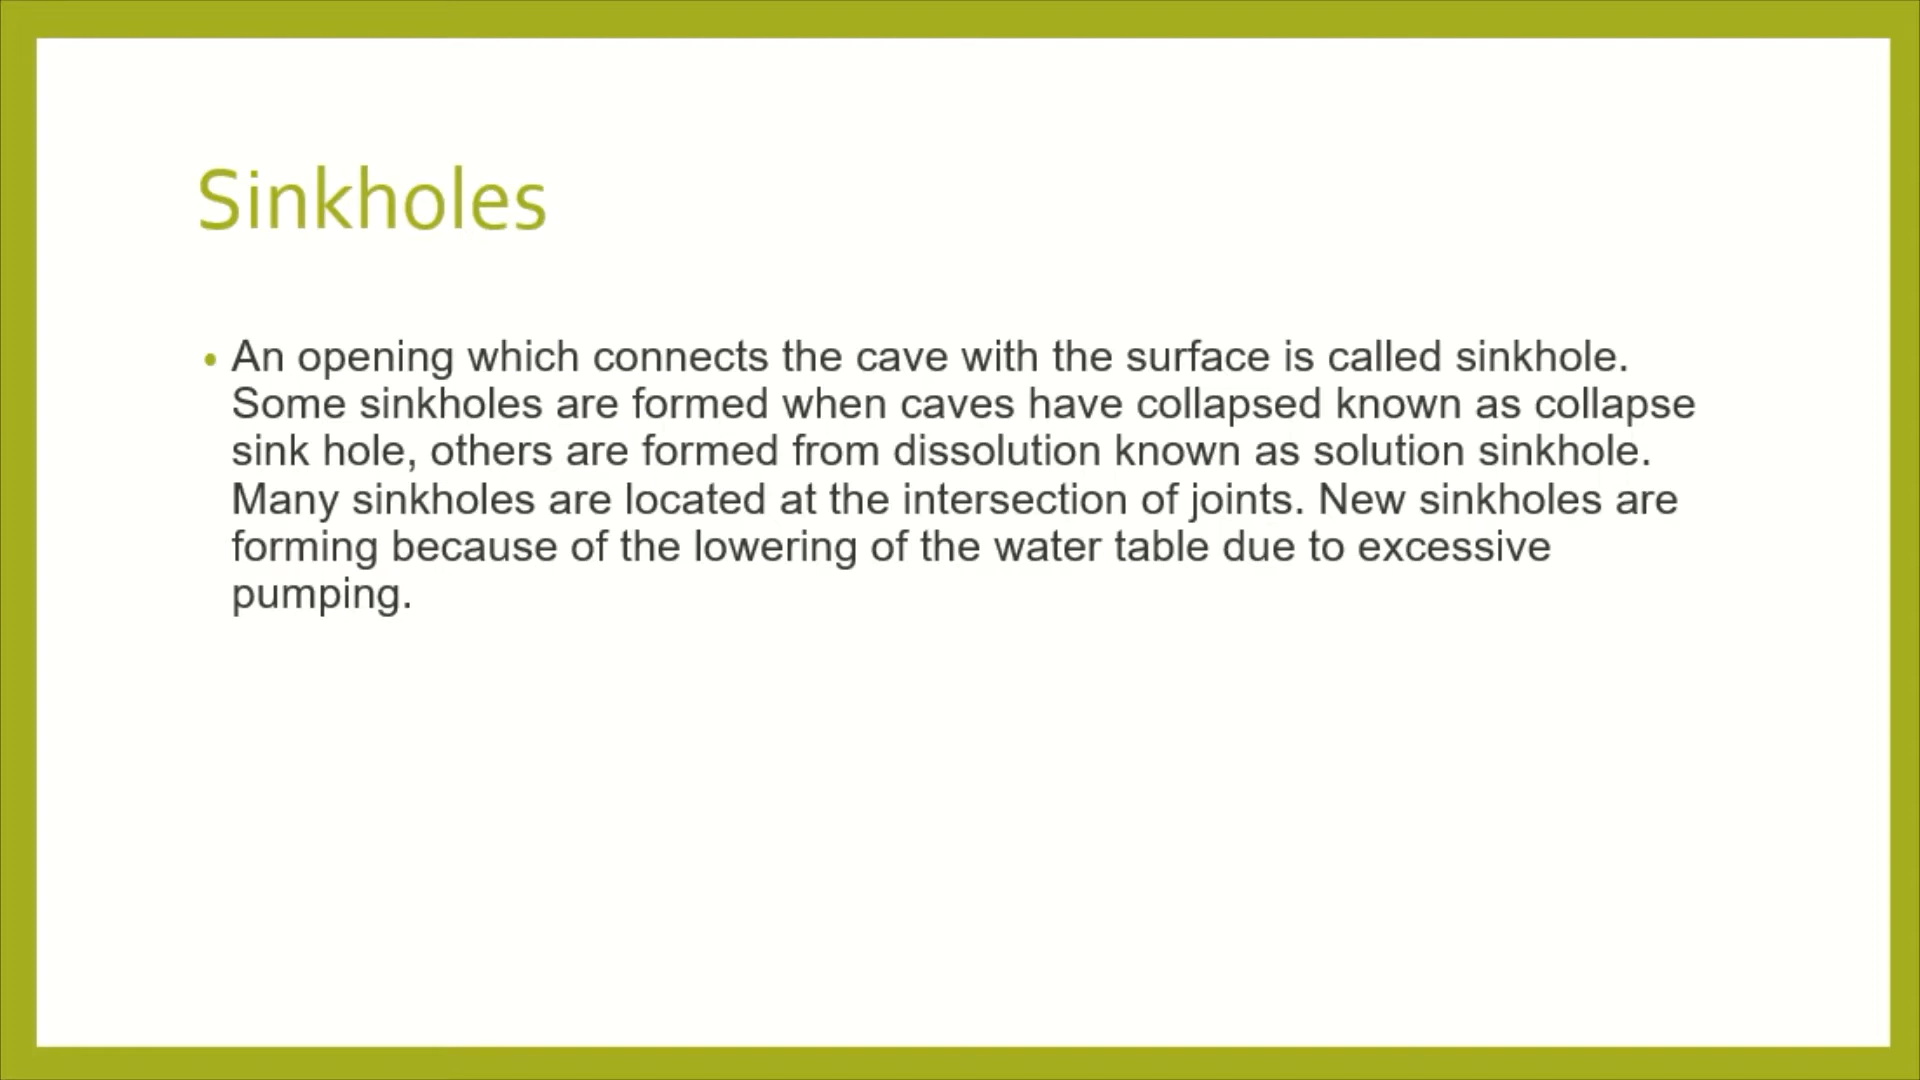 Sinkholes
• An opening which connects the cave with the surface is called sinkhole.
Some sinkholes are formed when caves have collapsed known as collapse
sink hole, others are formed from dissolution known as solution sinkhole.
Many sinkholes are located at the intersection of joints. New sinkholes are
forming because of the lowering of the water table due to excessive
pumping.